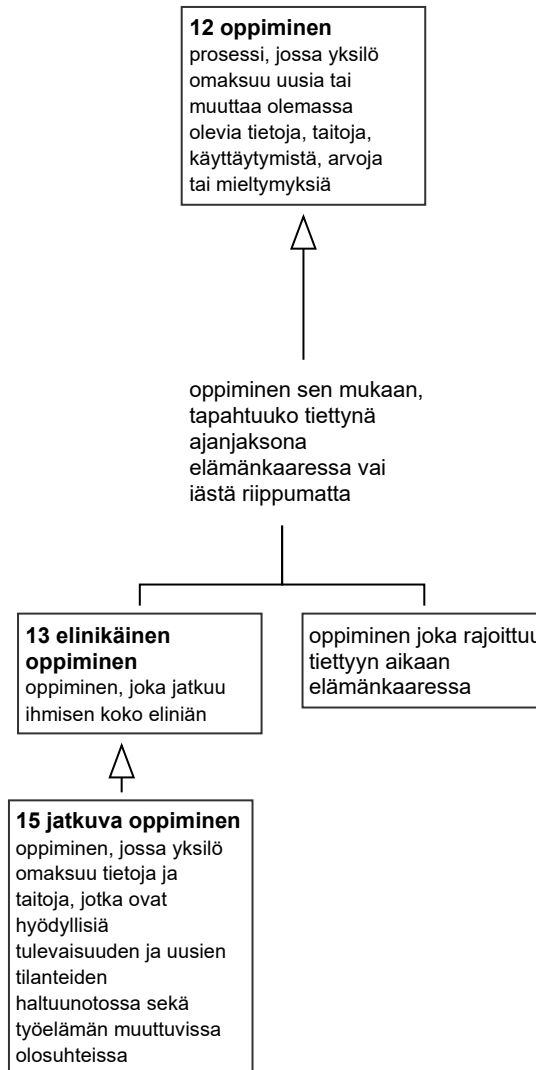 12 oppiminen
prosessi, jossa yksilö
omaksuu uusia tai
muuttaa olemassa
olevia tietoja, taitoja,
käyttäytymistä, arvoja
tai mieltymyksiä
oppiminen sen mukaan,
tapahtuuko tiettynä
ajanjaksona
elämänkaaressa vai
iästä riippumatta
13 elinikäinen
oppiminen
oppiminen, joka jatkuu
ihmisen koko eliniän
oppiminen joka rajoittuu
tiettyyn aikaan
elämänkaaressa
15 jatkuva oppiminen
oppiminen, jossa yksilö
omaksuu tietoja ja
taitoja, jotka ovat
hyödyllisiä
tulevaisuuden ja uusien
tilanteiden
haltuunotossa sekä
työelämän muuttuvissa
olosuhteissa